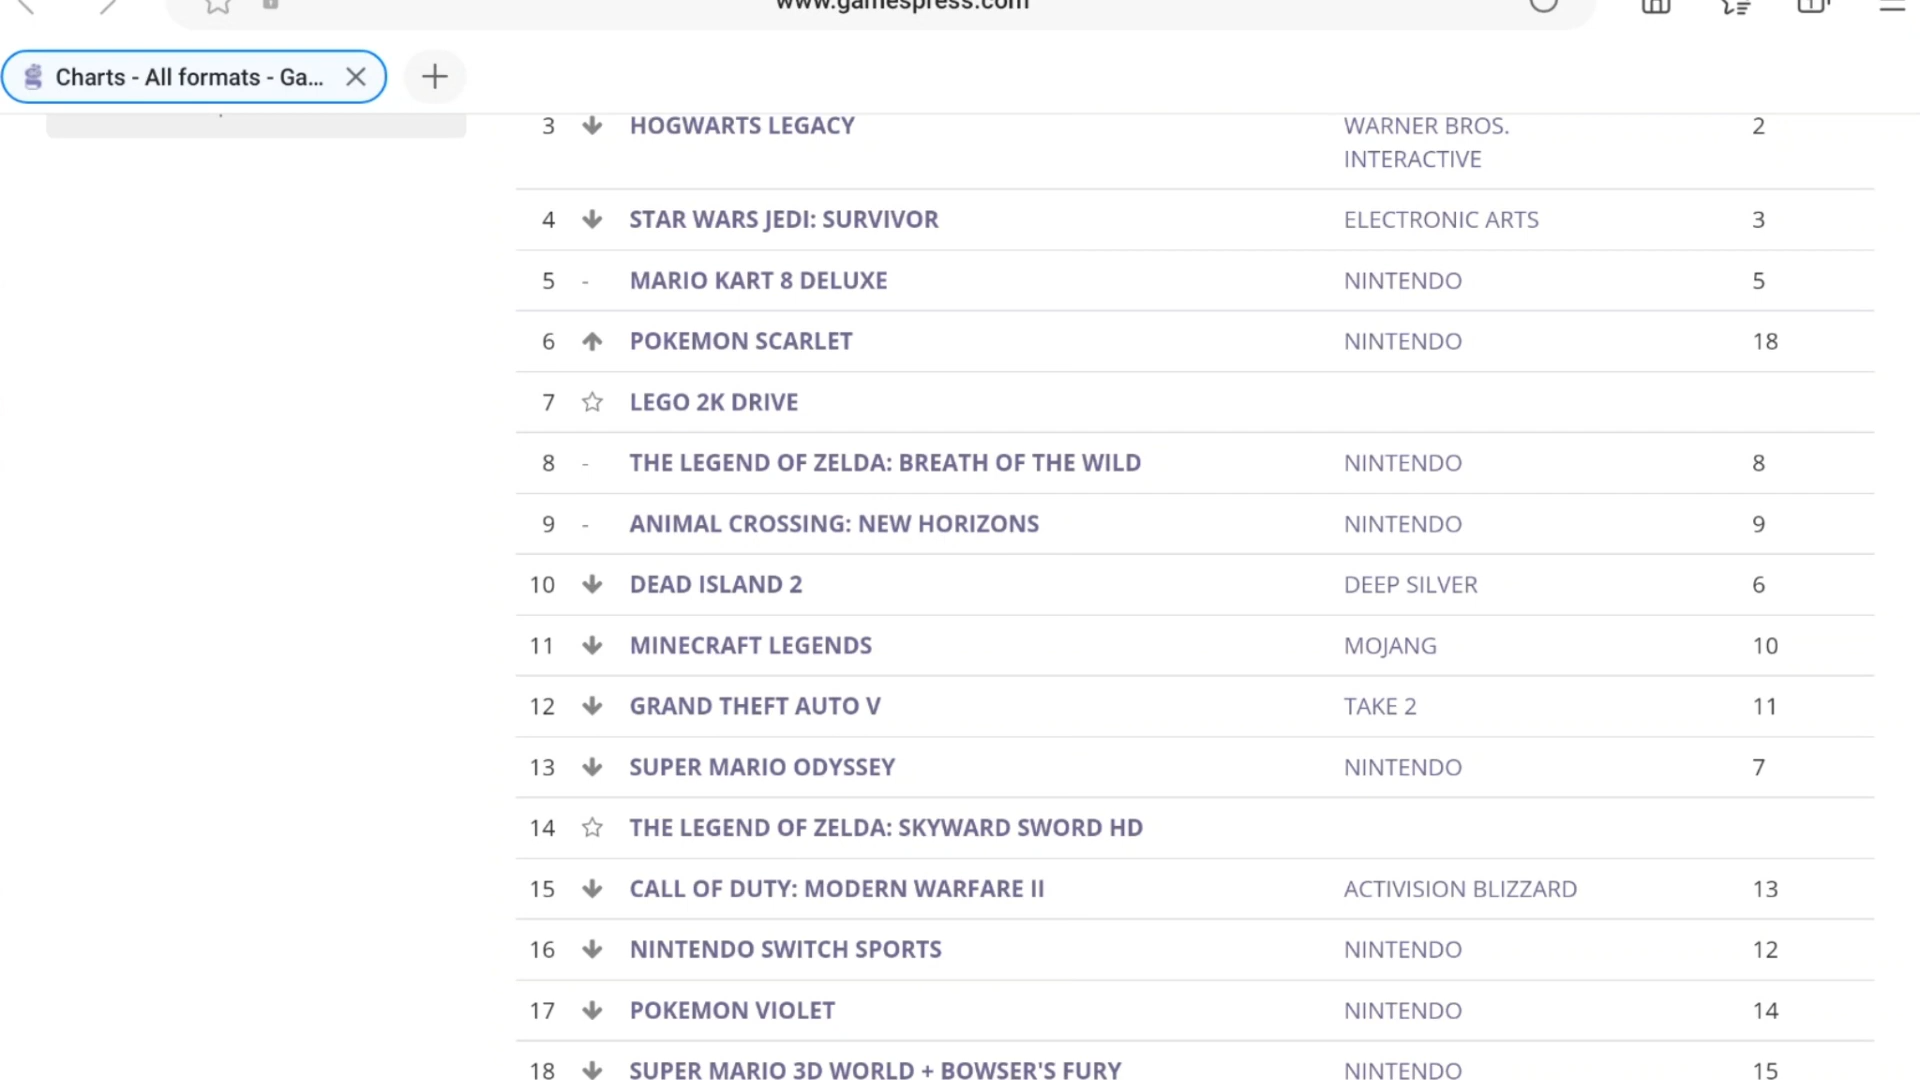 www.gamespress.com
Charts - All formats - Ga...
3 HOGWARTS LEGACY WARNER BROS. INTERACTIVE 2
4 STAR WARS JEDI: SURVIVOR ELECTRONIC ARTS 3
5 - MARIO KART 8 DELUXE NINTENDO 5
6 POKEMON SCARLET NINTENDO 18
7 LEGO 2K DRIVE
8 - THE LEGEND OF ZELDA: BREATH OF THE WILD NINTENDO 8
9 - ANIMAL CROSSING: NEW HORIZONS NINTENDO 9
10 DEAD ISLAND 2 DEEP SILVER 6
11 MINECRAFT LEGENDS MOJANG 10
12 GRAND THEFT AUTO V TAKE 2 11
13 SUPER MARIO ODYSSEY NINTENDO 7
14 THE LEGEND OF ZELDA: SKYWARD SWORD HD
15 CALL OF DUTY: MODERN WARFARE II ACTIVISION BLIZZARD 13
16 NINTENDO SWITCH SPORTS NINTENDO 12
17 POKEMON VIOLET NINTENDO 14
18 SUPER MARIO 3D WORLD + BOWSER'S FURY NINTENDO 15